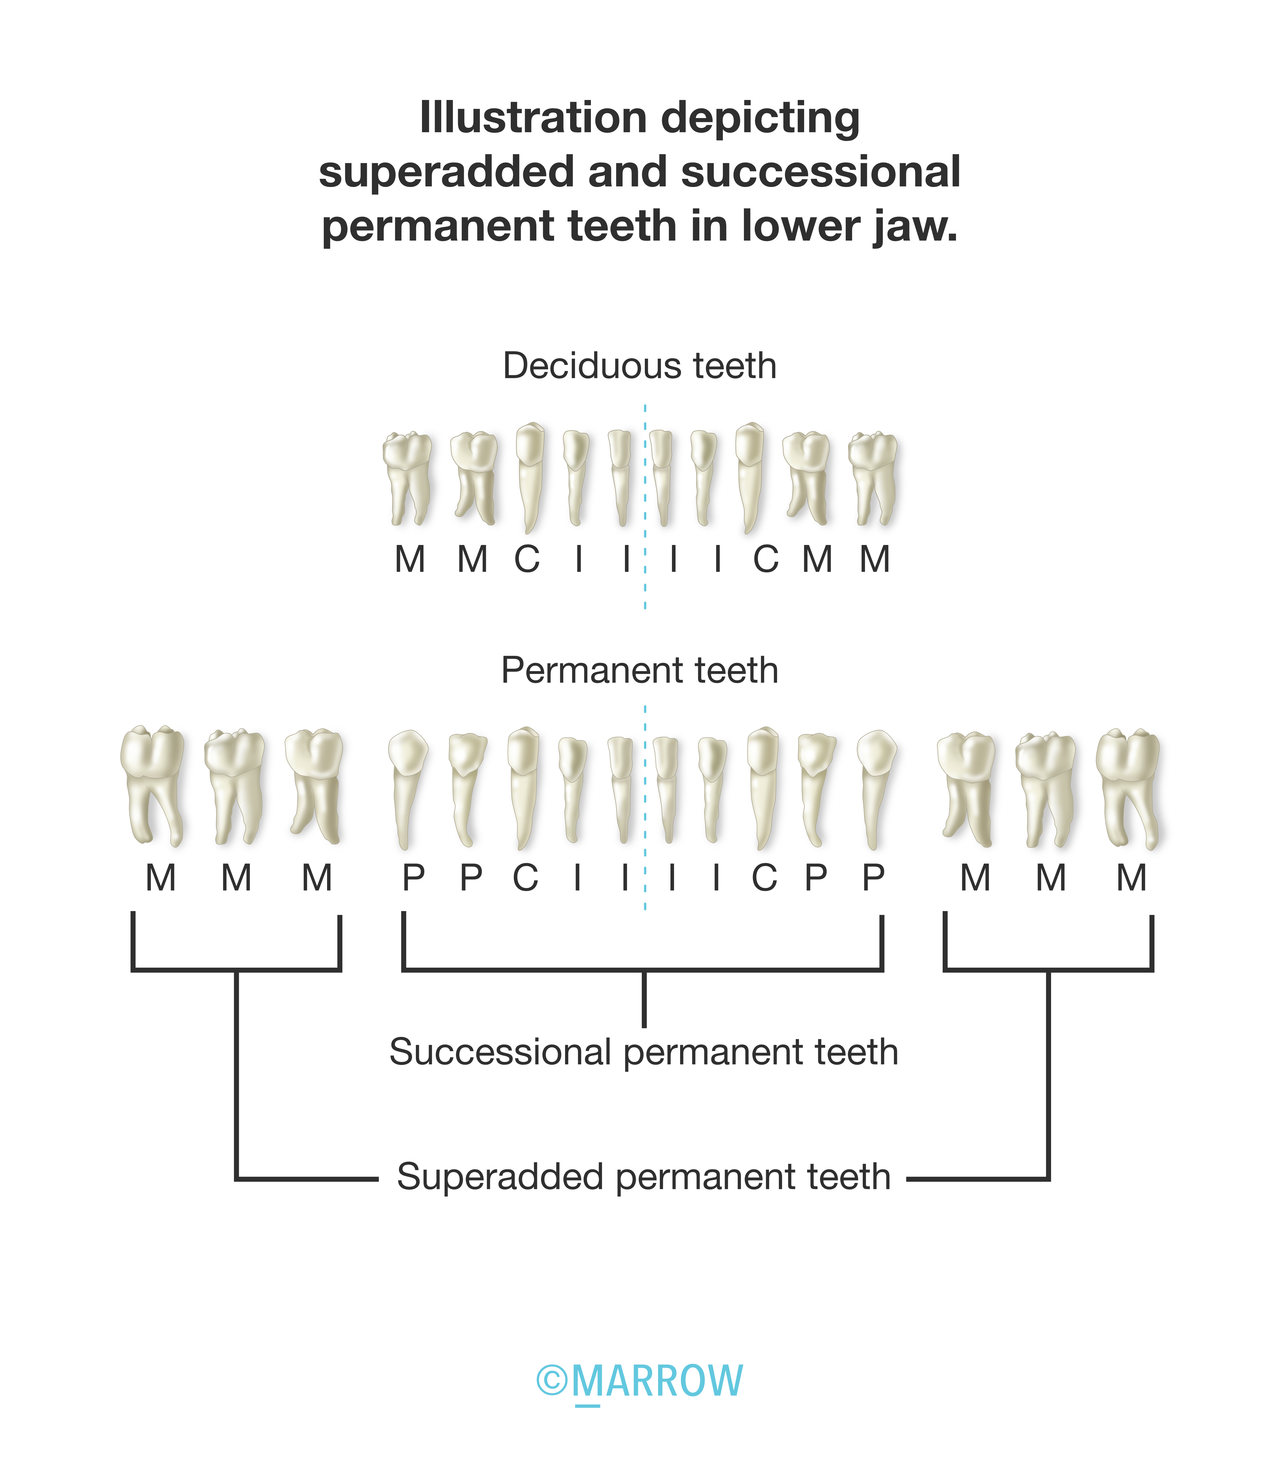 Illustration depicting
superadded and successional
permanent teeth in lower jaw.
Deciduous teeth
M M C I I I I C M M
Permanent teeth
M M M P P C I I I I C P P M M M
Successional permanent teeth
Superadded permanent teeth
©MARROW